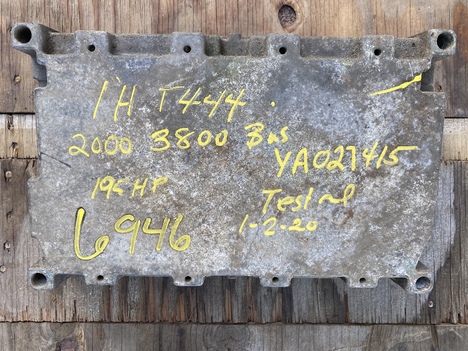 IH T444.
2000 3800 Bus
YA027415
195 HP
Tested
1-2-20
6946